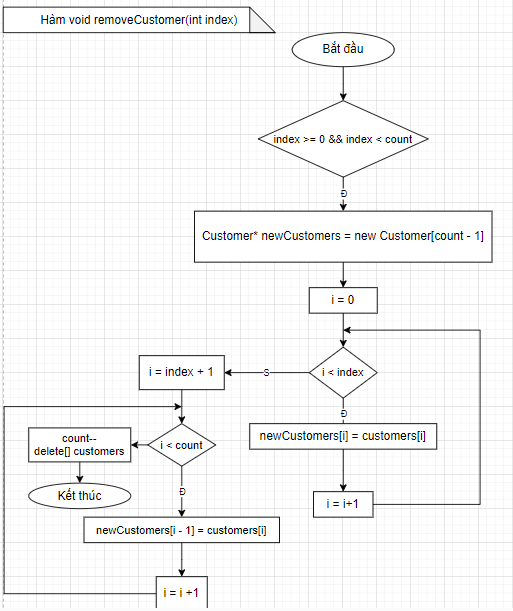 Hàm void removeCustomer(int index)
Bắt đầu
index >= 0 && index < count
Đ
Customer* newCustomers = new Customer[count - 1]
i = 0
i < index
S
i = index + 1
Đ
newCustomers[i] = customers[i]
i = i+1
i < count
count--
delete[] customers
Kết thúc
Đ
newCustomers[i - 1] = customers[i]
i = i +1